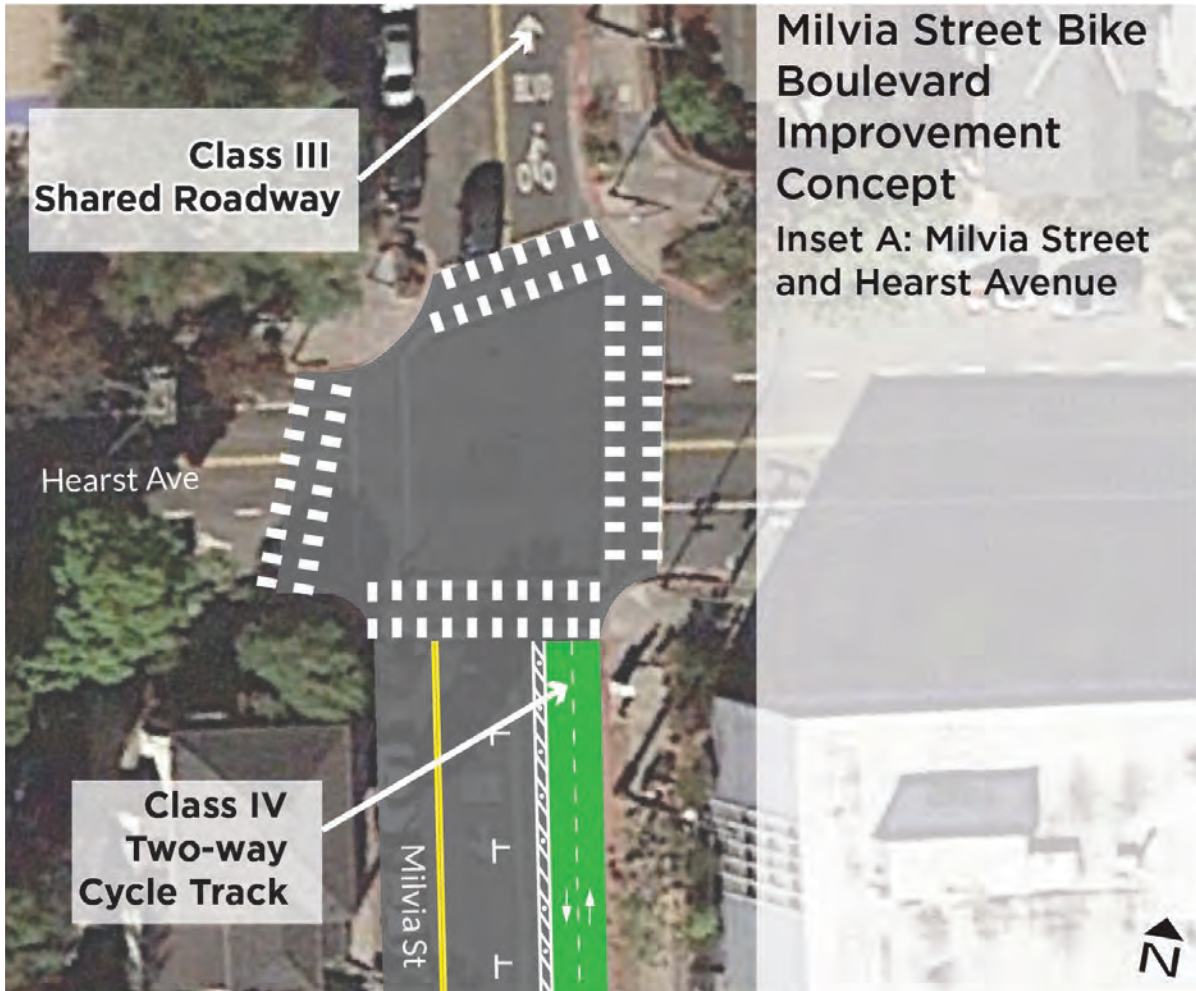 Milvia Street Bike
Boulevard
Improvement
Concept
Inset A: Milvia Street
and Hearst Avenue
BLVD
Class III
Shared Roadway
Hearst Ave
Class IV
Two-way
Cycle Track
Milvia St
N